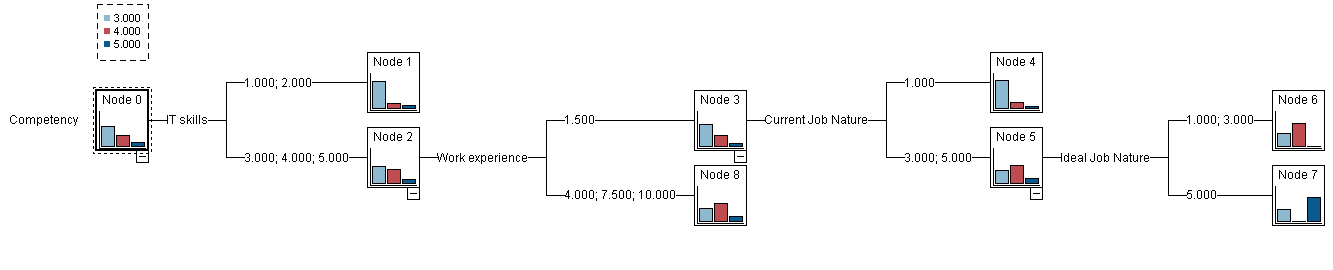 3.000
4.000
5.000
Competency
Node 0
IT skills
1.000; 2.000
Node 1
3.000; 4.000; 5.000
Node 2
Work experience
1.500
Node 3
4.000; 7.500; 10.000
Node 8
Current Job Nature
1.000
Node 4
3.000; 5.000
Node 5
Ideal Job Nature
1.000; 3.000
Node 6
5.000
Node 7